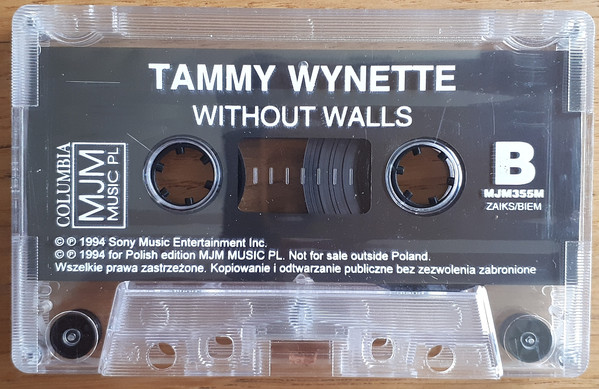 TAMMY WYNETTE
WITHOUT WALLS
COLUMBIA
MJM
MUSIC PL
B
MJM355M
ZAIKS/BIEM
© ℗ 1994 Sony Music Entertainment Inc.
© ℗ 1994 for Polish edition MJM MUSIC PL. Not for sale outside Poland.
Wszelkie prawa zastrzeżone. Kopiowanie i odtwarzanie publiczne bez zezwolenia zabronione